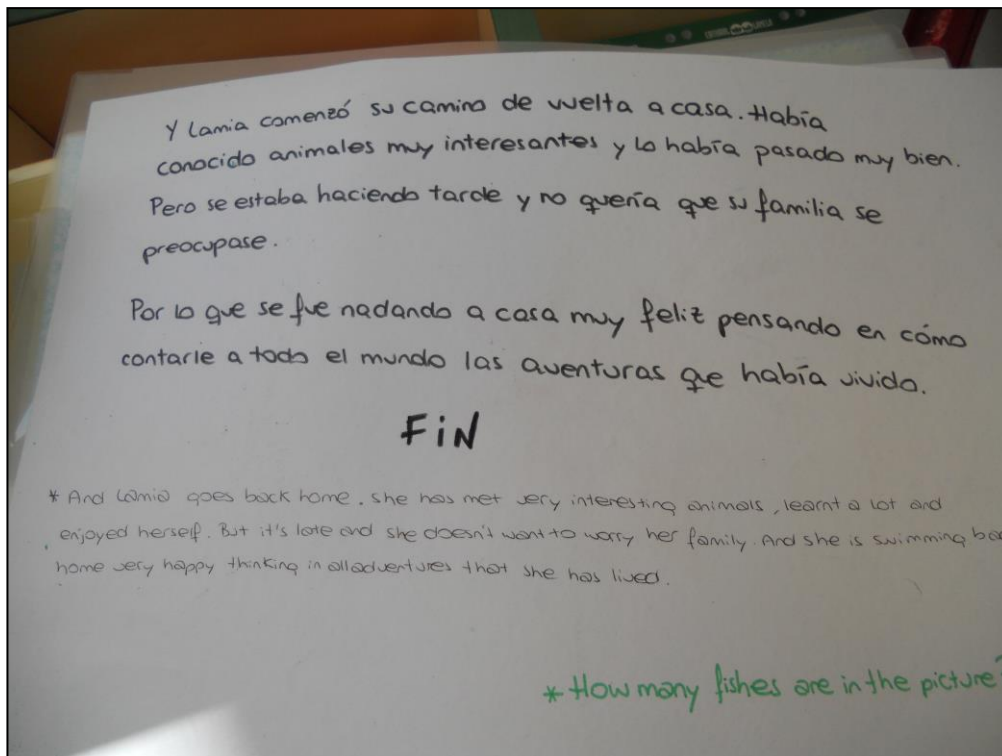 Y Lamia comenzó su camino de vuelta a casa. Había
conocido animales muy interesantes y lo había pasado muy bien.
Pero se estaba haciendo tarde y no quería que su familia se
preocupase.
Por lo que se fue nadando a casa muy feliz pensando en cómo
contarle a todo el mundo las aventuras que había vivido.
FiN
* And Lamia goes back home. She has met very interesting animals, learnt a lot and
enjoyed herself. But it's late and she doesn't want to worry her family. And she is swimming
home very happy thinking in all adventures that she has lived.
* How many fishes are in the picture?